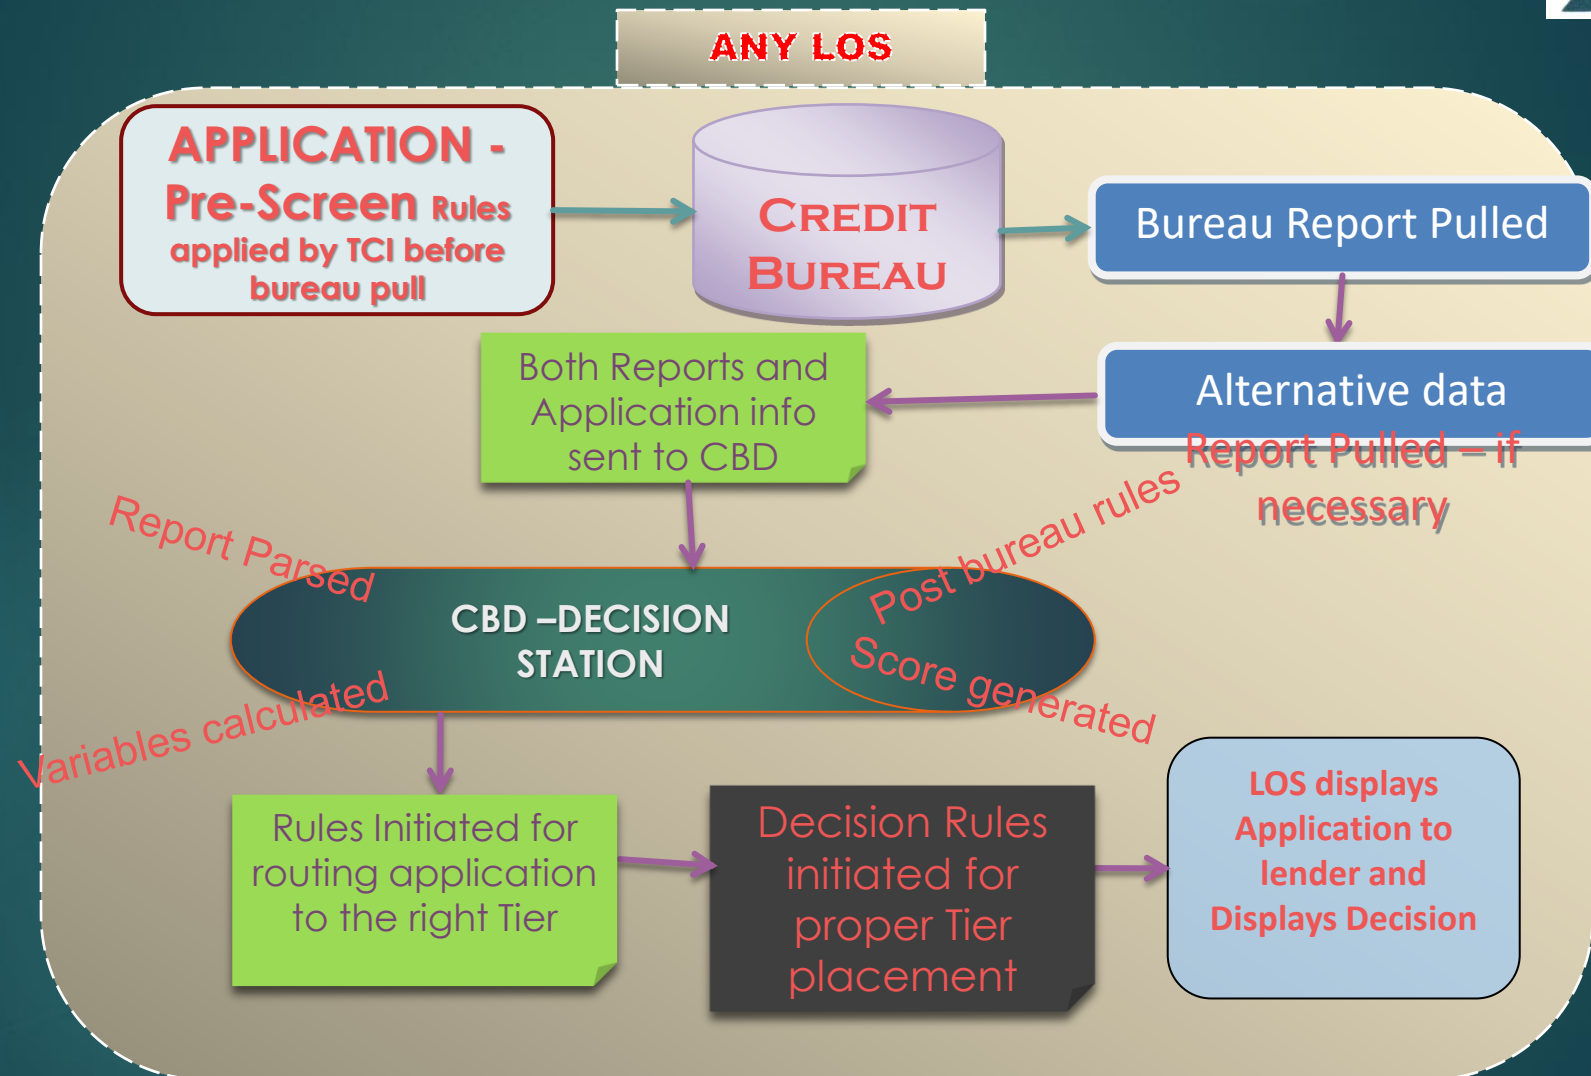 ANY LOS
APPLICATION -
Pre-Screen Rules
applied by TCI before
bureau pull
CREDIT
BUREAU
Bureau Report Pulled
Alternative data
Report Pulled – if
necessary
Both Reports and
Application info
sent to CBD
Report Parsed
Post bureau rules
CBD –DECISION
STATION
Score generated
Variables calculated
Rules Initiated for
routing application
to the right Tier
Decision Rules
initiated for
proper Tier
placement
LOS displays
Application to
lender and
Displays Decision